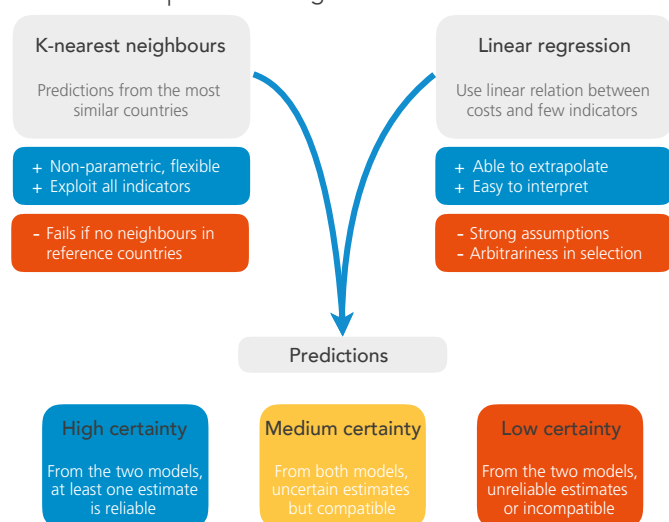 K-nearest neighbours
Predictions from the most
similar countries
+ Non-parametric, flexible
+ Exploit all indicators
- Fails if no neighbours in
reference countries
Linear regression
Use linear relation between
costs and few indicators
+ Able to extrapolate
+ Easy to interpret
- Strong assumptions
- Arbitrariness in selection
Predictions
High certainty
From the two models,
at least one estimate
is reliable
Medium certainty
From both models,
uncertain estimates
but compatible
Low certainty
From the two models,
unreliable estimates
or incompatible